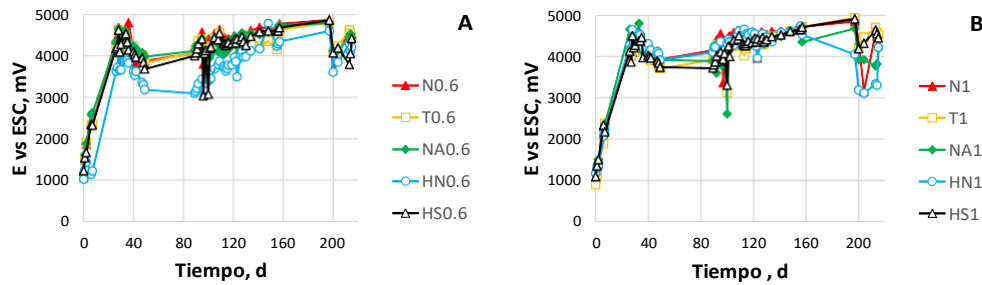 A
E vs ESC, mV
5000
4000
3000
2000
1000
0
0 40 80 120 160 200
Tiempo, d
N0.6
T0.6
NA0.6
HN0.6
HS0.6
B
E vs ESC, mV
5000
4000
3000
2000
1000
0
0 40 80 120 160 200
Tiempo , d
N1
T1
NA1
HN1
HS1